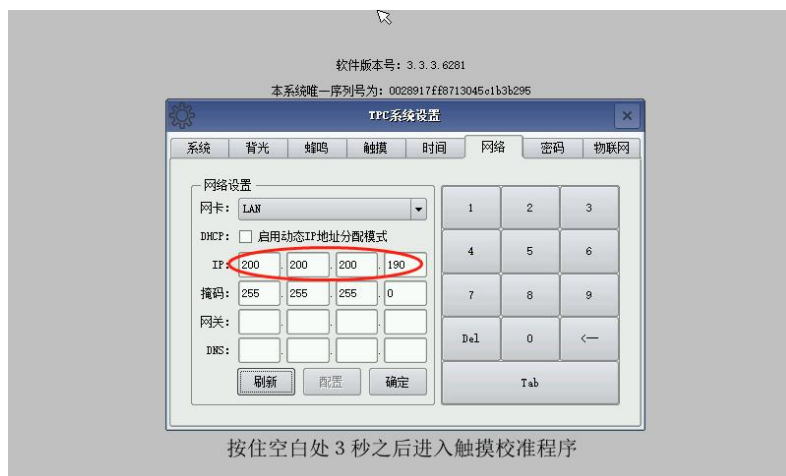 软件版本号：3.3.3.6281
本系统唯一序列号为：0028917ff8713045c1b3b295
TPC系统设置
系统 背光 蜂鸣 触摸 时间 网络 密码 物联网
网络设置
网卡： LAN
DHCP： 启用动态IP地址分配模式
IP： 200 . 200 . 200 . 190
掩码： 255 . 255 . 255 . 0
网关： . . .
DNS： . . .
刷新 配置 确定
1 2 3
4 5 6
7 8 9
Del 0 <—
Tab
按住空白处 3 秒之后进入触摸校准程序